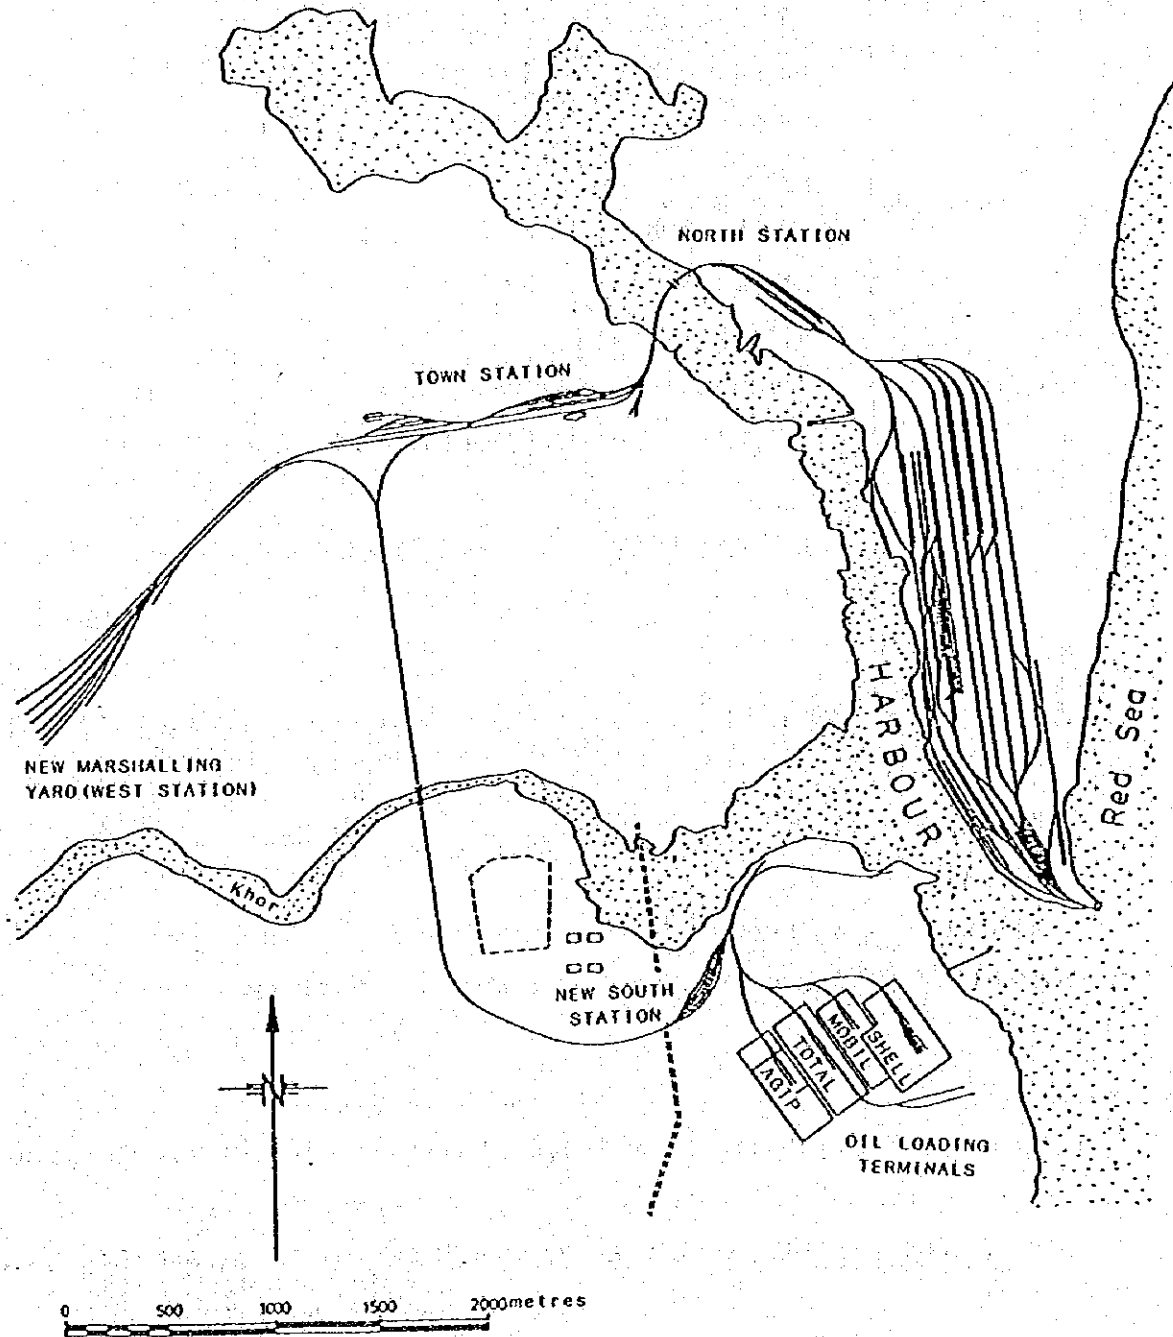 NORTH STATION
TOWN STATION
NEW MARSHALLING
YARD (WEST STATION)
HARBOUR
Red Sea
Khor
NEW SOUTH
STATION
SHELL
MOBIL
TOTAL
AGIP
OIL LOADING
TERMINALS
N
0 500 1000 1500 2000metres